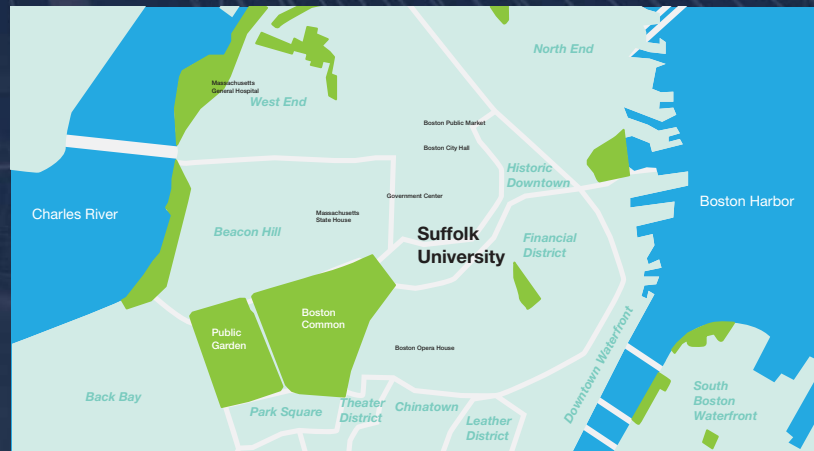 North End
Massachusetts
General Hospital
West End
Boston Public Market
Boston City Hall
Historic
Downtown
Government Center
Boston Harbor
Charles River
Massachusetts
State House
Beacon Hill
Suffolk
University
Financial
District
Boston
Common
Public
Garden
Boston Opera House
Downtown Waterfront
Back Bay
Park Square
Theater
District
Chinatown
Leather
District
South
Boston
Waterfront